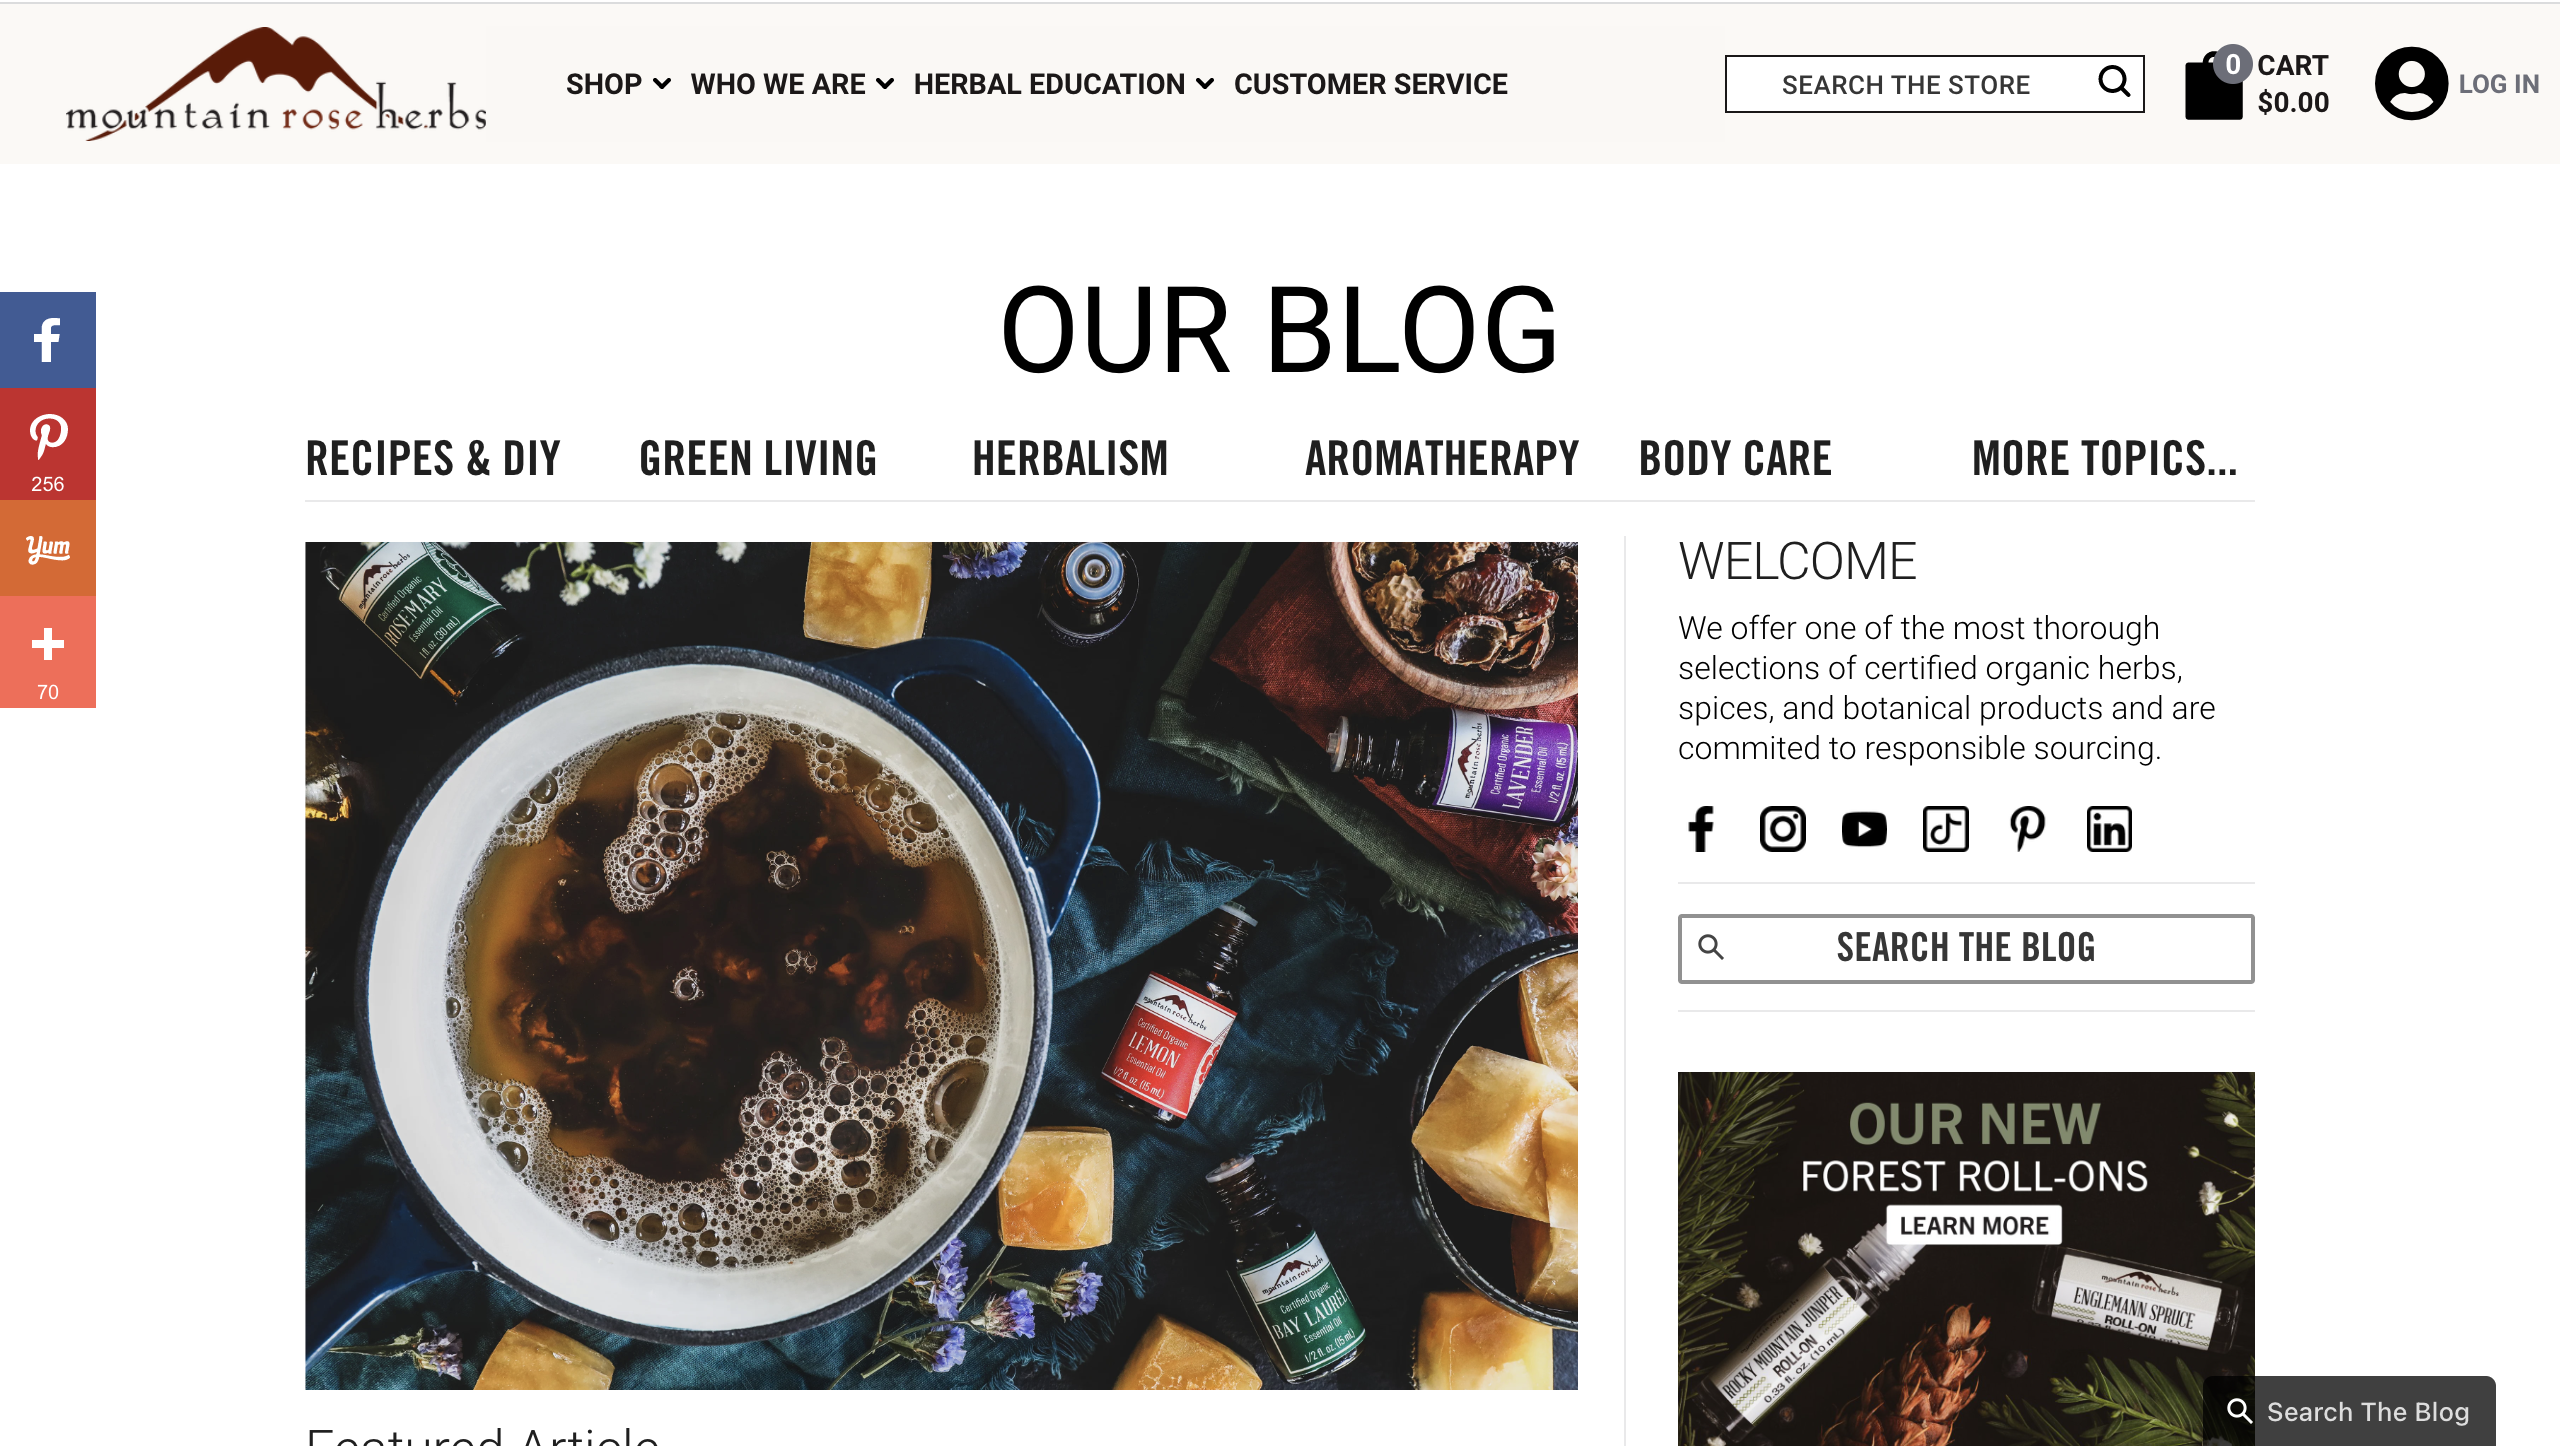 mountain rose herbs
SHOP WHO WE ARE HERBAL EDUCATION CUSTOMER SERVICE
SEARCH THE STORE
0 CART
$0.00
LOG IN
OUR BLOG
256
Yum
70
RECIPES & DIY GREEN LIVING HERBALISM AROMATHERAPY BODY CARE MORE TOPICS...
mountain rose herbs
Certified Organic
ROSEMARY
Essential Oil
1 fl. oz. (30 mL)
mountain rose herbs
Certified Organic
LAVENDER
Essential Oil
1/2 fl. oz. (15 mL)
mountain rose herbs
Certified Organic
LEMON
Essential Oil
1/2 fl. oz. (15 mL)
mountain rose herbs
Certified Organic
BAY LAUREL
Essential Oil
1/2 fl. oz. (15 mL)
Featured Article
WELCOME
We offer one of the most thorough
selections of certified organic herbs,
spices, and botanical products and are
commited to responsible sourcing.
SEARCH THE BLOG
OUR NEW
FOREST ROLL-ONS
LEARN MORE
ROCKY MOUNTAIN JUNIPER
ROLL-ON
0.33 fl. oz. (10 mL)
mountain rose herbs
ENGLEMANN SPRUCE
ROLL-ON
Search The Blog